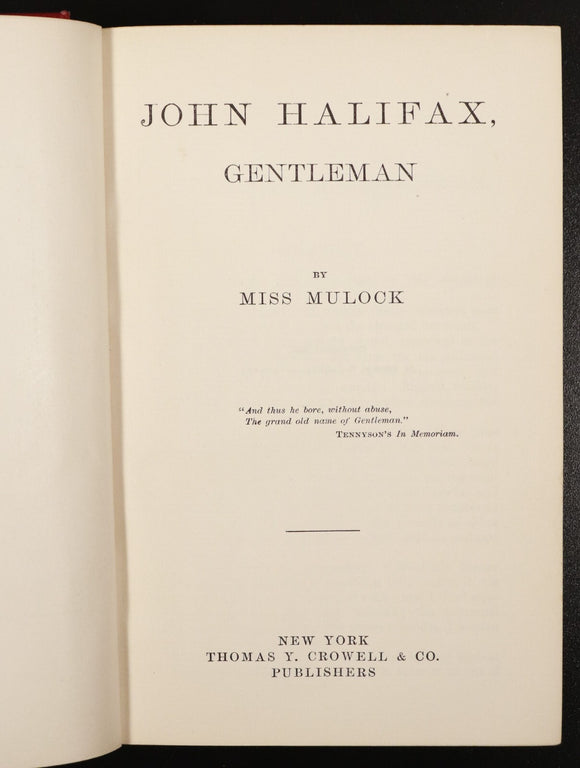 JOHN HALIFAX,
GENTLEMAN
BY
MISS MULOCK
"And thus he bore, without abuse,
The grand old name of Gentleman."
TENNYSON'S In Memoriam.
NEW YORK
THOMAS Y. CROWELL & CO.
PUBLISHERS